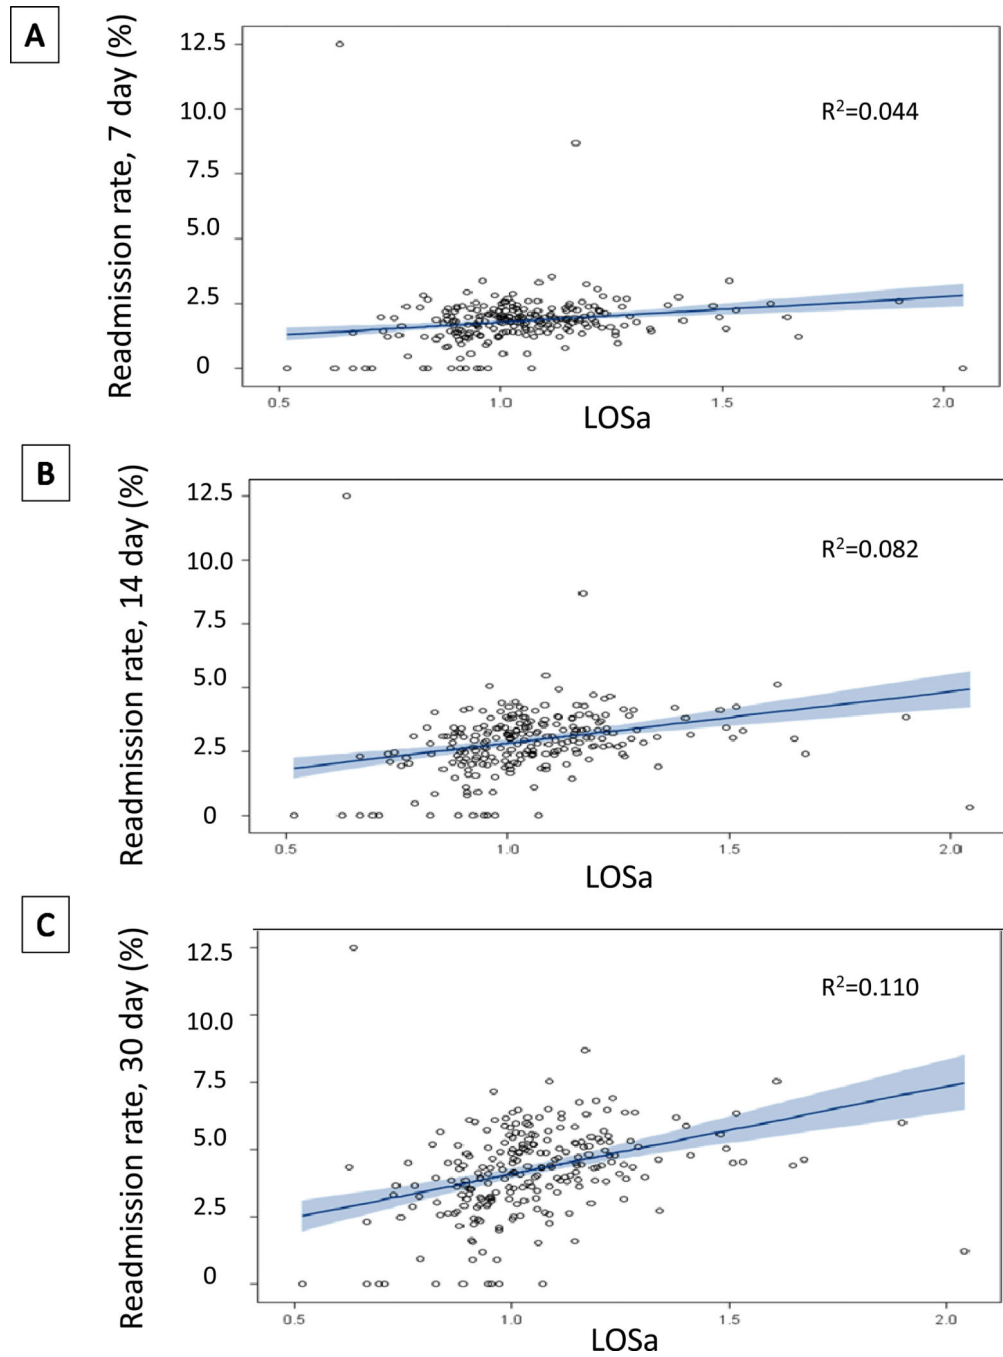 A
Readmission rate, 7 day (%)
12.5
10.0
7.5
5.0
2.5
0
R²=0.044
0.5 1.0 1.5 2.0
LOSa
B
Readmission rate, 14 day (%)
12.5
10.0
7.5
5.0
2.5
0
R²=0.082
0.5 1.0 1.5 2.0
LOSa
C
Readmission rate, 30 day (%)
12.5
10.0
7.5
5.0
2.5
0
R²=0.110
0.5 1.0 1.5 2.0
LOSa